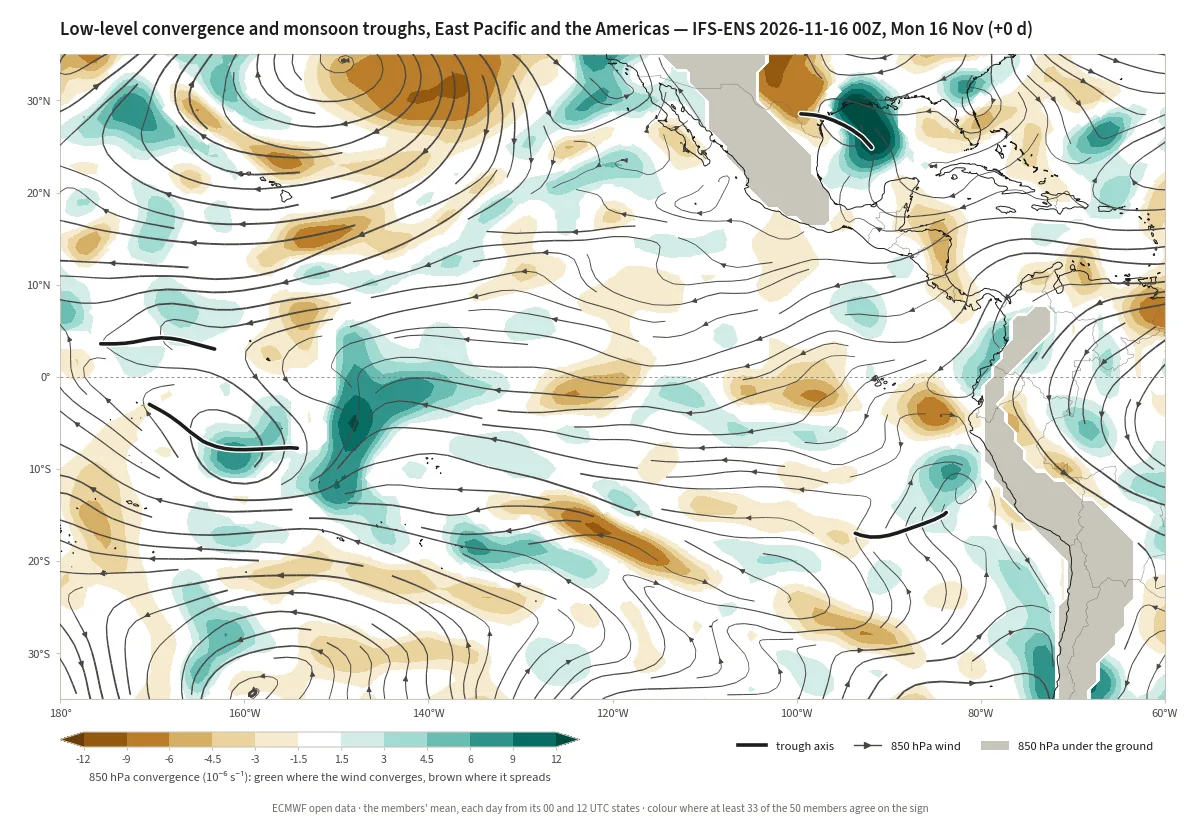 Low-level convergence and monsoon troughs, East Pacific and the Americas — IFS-ENS 2026-11-16 00Z, Mon 16 Nov (+0 d)
30°N
20°N
10°N
0°
10°S
20°S
30°S
180°
160°W
140°W
120°W
100°W
80°W
60°W
-12
-9
-6
-4.5
-3
-1.5
1.5
3
4.5
6
9
12
850 hPa convergence (10⁻⁶ s⁻¹): green where the wind converges, brown where it spreads
trough axis
850 hPa wind
850 hPa under the ground
ECMWF open data · the members' mean, each day from its 00 and 12 UTC states · colour where at least 33 of the 50 members agree on the sign